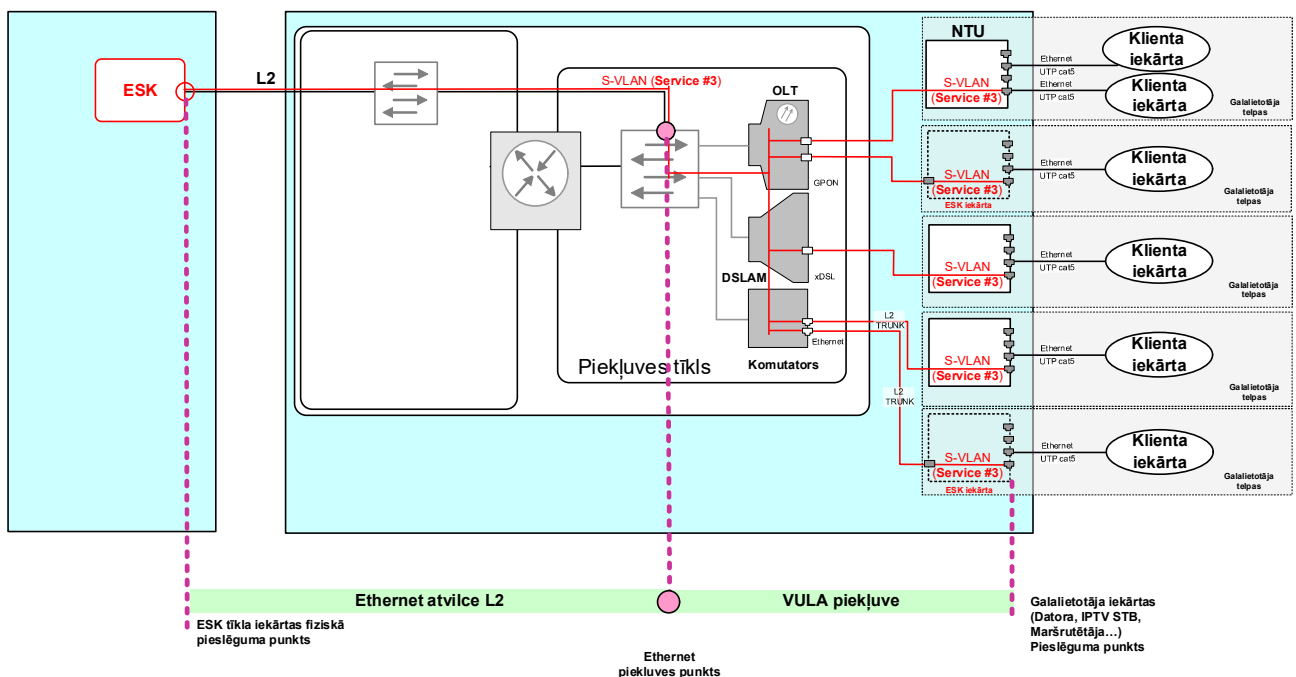 ESK
L2
S-VLAN (Service #3)
OLT
GPON
DSLAM
xDSL
Ethernet
Piekļuves tīkls
Komutators
L2
TRUNK
L2
TRUNK
NTU
S-VLAN
(Service #3)
Ethernet
UTP cat5
Ethernet
UTP cat5
Klienta
iekārta
Klienta
iekārta
Galalietotāja
telpas
S-VLAN
(Service #3)
ESK iekārta
Ethernet
UTP cat5
Klienta
iekārta
Galalietotāja
telpas
S-VLAN
(Service #3)
Ethernet
UTP cat5
Klienta
iekārta
Galalietotāja
telpas
S-VLAN
(Service #3)
Ethernet
UTP cat5
Klienta
iekārta
Galalietotāja
telpas
S-VLAN
(Service #3)
ESK iekārta
Ethernet
UTP cat5
Klienta
iekārta
Galalietotāja
telpas
Ethernet atvilce L2
VULA piekļuve
ESK tīkla iekārtas fiziskā
pieslēguma punkts
Ethernet
piekļuves punkts
Galalietotāja iekārtas
(Datora, IPTV STB,
Maršrutētāja...)
Pieslēguma punkts